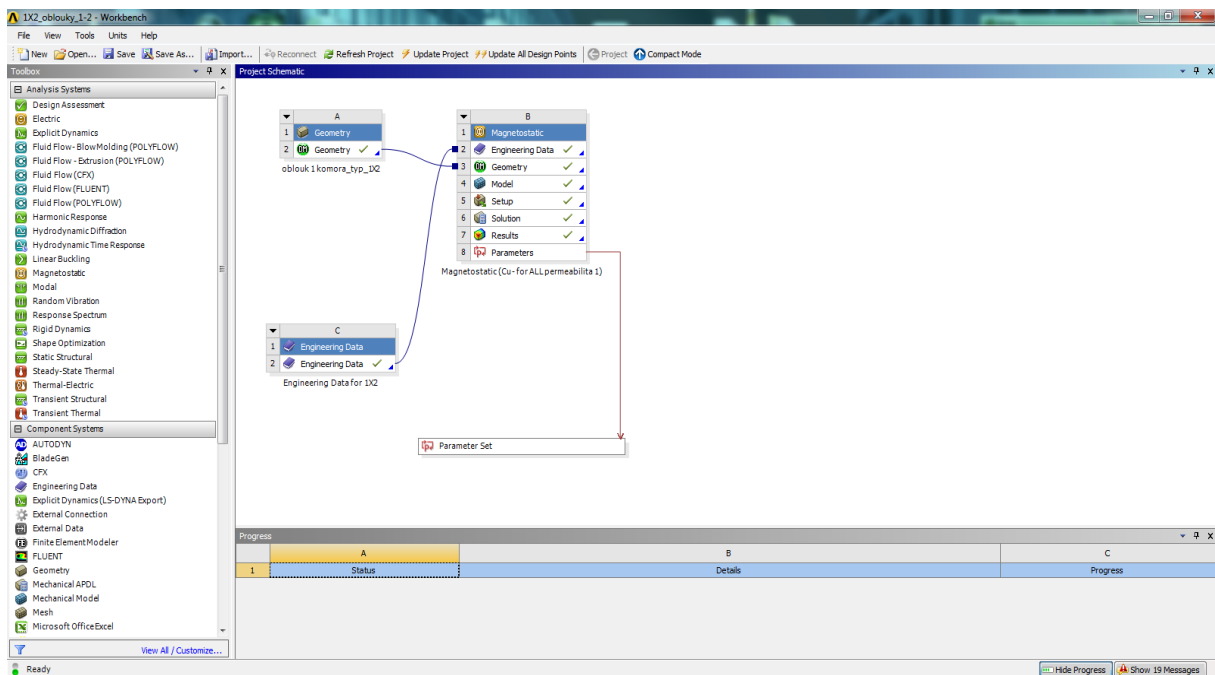 1X2_oblouky_1-2 - Workbench
File View Tools Units Help
New Open... Save Save As... Import... Reconnect Refresh Project Update Project Update All Design Points Project Compact Mode
Toolbox
Analysis Systems
Design Assessment
Electric
Explicit Dynamics
Fluid Flow-BlowMolding (POLYFLOW)
Fluid Flow - Extrusion (POLYFLOW)
Fluid Flow (CFX)
Fluid Flow (FLUENT)
Fluid Flow (POLYFLOW)
Harmonic Response
Hydrodynamic Diffraction
Hydrodynamic Time Response
Linear Buckling
Magnetostatic
Modal
Random Vibration
Response Spectrum
Rigid Dynamics
Shape Optimization
Static Structural
Steady-State Thermal
Thermal-Electric
Transient Structural
Transient Thermal
Component Systems
AUTODYN
BladeGen
CFX
Engineering Data
Explicit Dynamics (LS-DYNA Export)
External Connection
External Data
Finite Element Modeler
FLUENT
Geometry
Mechanical APDL
Mechanical Model
Mesh
Microsoft Office Excel
View All / Customize...
Project Schematic
A
1 Geometry
2 Geometry
oblouk 1 komora_typ_1X2
B
1 Magnetostatic
2 Engineering Data
3 Geometry
4 Model
5 Setup
6 Solution
7 Results
8 Parameters
Magnetostatic (Cu- for ALL permeabilita 1)
C
1 Engineering Data
2 Engineering Data
Engineering Data for 1X2
Parameter Set
Progress
A B C
1 Status Details Progress
Ready
Hide Progress Show 19 Messages